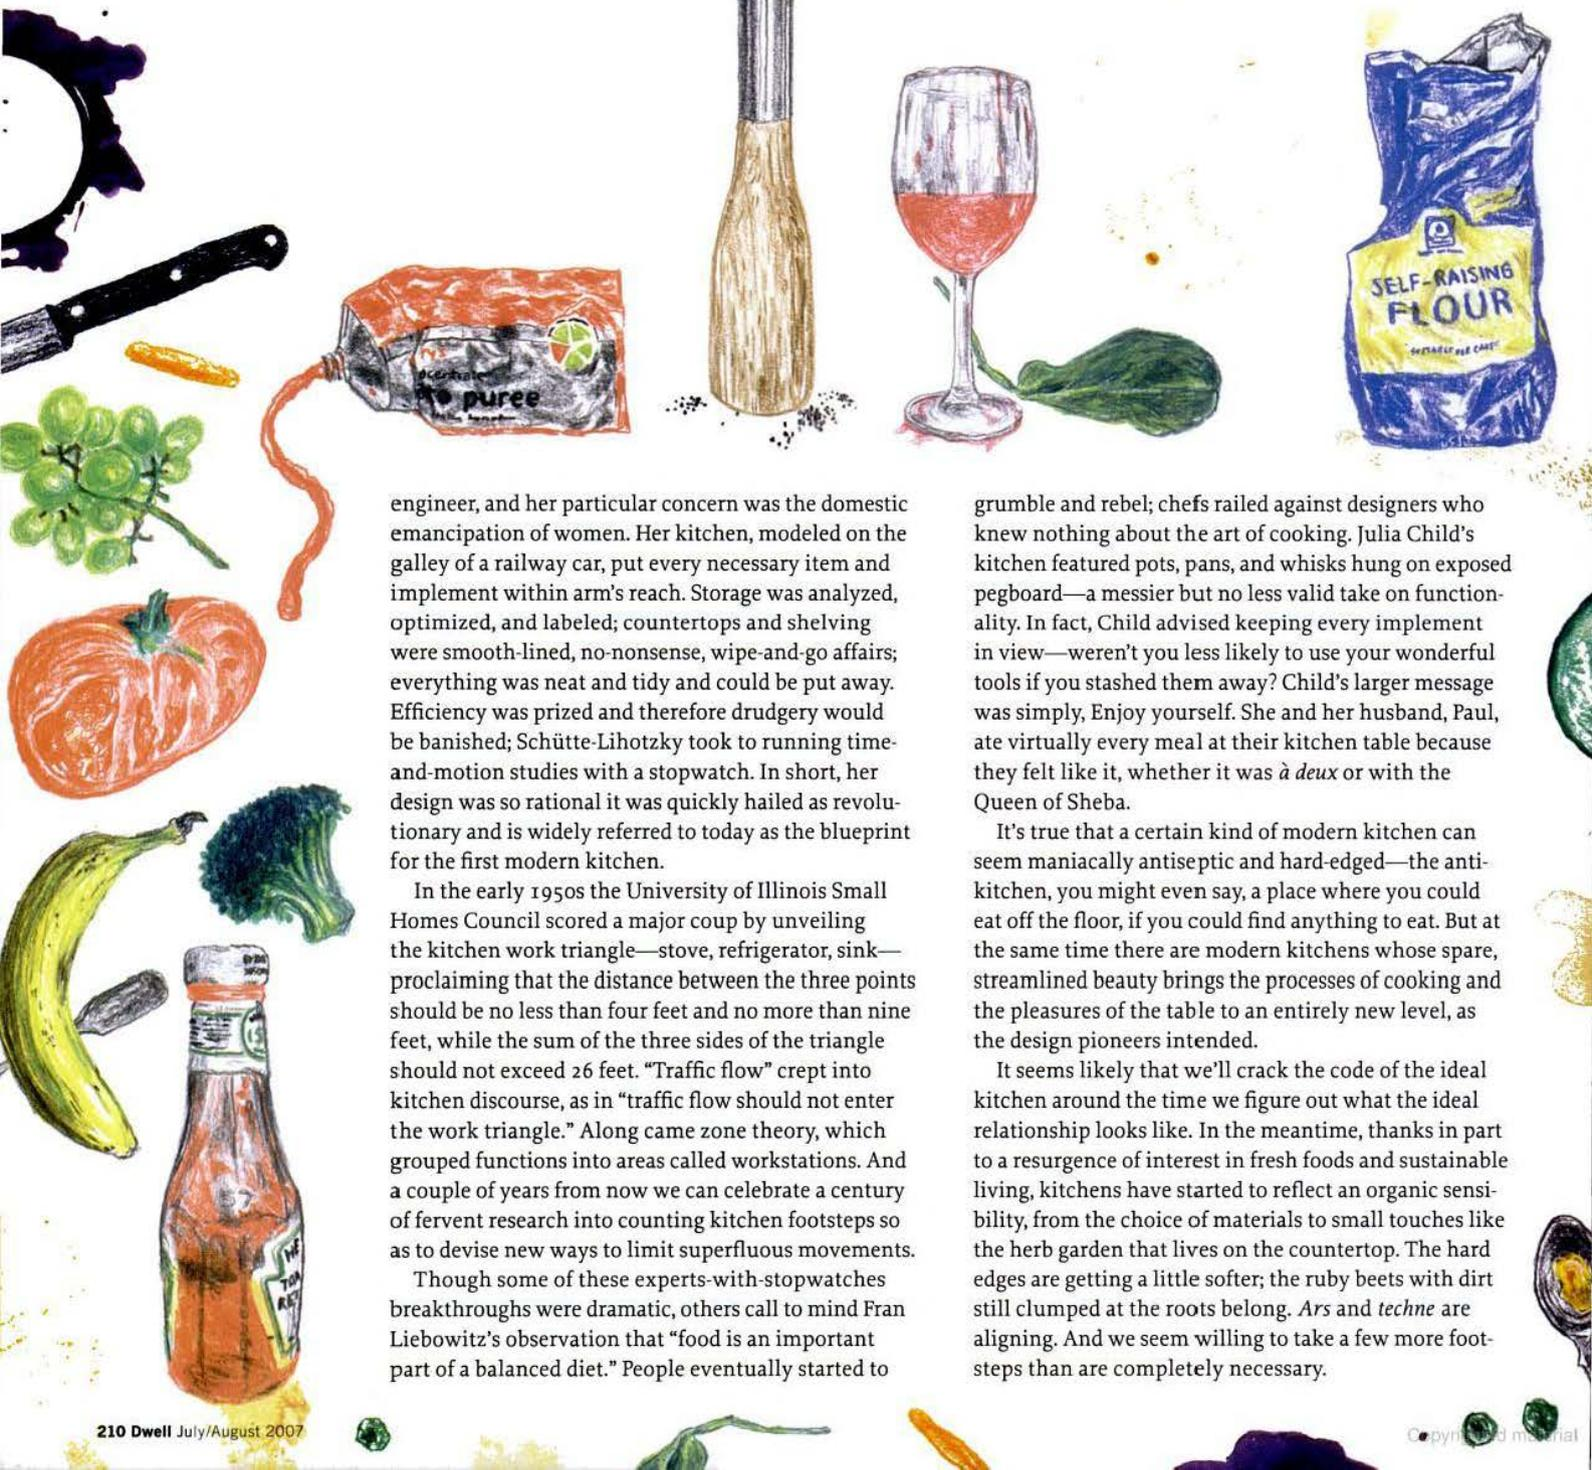 SELF-RAISING
FLOUR
puree
57
engineer, and her particular concern was the domestic
emancipation of women. Her kitchen, modeled on the
galley of a railway car, put every necessary item and
implement within arm's reach. Storage was analyzed,
optimized, and labeled; countertops and shelving
were smooth-lined, no-nonsense, wipe-and-go affairs;
everything was neat and tidy and could be put away.
Efficiency was prized and therefore drudgery would
be banished; Schütte-Lihotzky took to running time-
and-motion studies with a stopwatch. In short, her
design was so rational it was quickly hailed as revolu-
tionary and is widely referred to today as the blueprint
for the first modern kitchen.
In the early 1950s the University of Illinois Small
Homes Council scored a major coup by unveiling
the kitchen work triangle—stove, refrigerator, sink—
proclaiming that the distance between the three points
should be no less than four feet and no more than nine
feet, while the sum of the three sides of the triangle
should not exceed 26 feet. “Traffic flow” crept into
kitchen discourse, as in “traffic flow should not enter
the work triangle.” Along came zone theory, which
grouped functions into areas called workstations. And
a couple of years from now we can celebrate a century
of fervent research into counting kitchen footsteps so
as to devise new ways to limit superfluous movements.
Though some of these experts-with-stopwatches
breakthroughs were dramatic, others call to mind Fran
Liebowitz's observation that “food is an important
part of a balanced diet.” People eventually started to
grumble and rebel; chefs railed against designers who
knew nothing about the art of cooking. Julia Child's
kitchen featured pots, pans, and whisks hung on exposed
pegboard—a messier but no less valid take on function-
ality. In fact, Child advised keeping every implement
in view—weren't you less likely to use your wonderful
tools if you stashed them away? Child's larger message
was simply, Enjoy yourself. She and her husband, Paul,
ate virtually every meal at their kitchen table because
they felt like it, whether it was à deux or with the
Queen of Sheba.
It's true that a certain kind of modern kitchen can
seem maniacally antiseptic and hard-edged—the anti-
kitchen, you might even say, a place where you could
eat off the floor, if you could find anything to eat. But at
the same time there are modern kitchens whose spare,
streamlined beauty brings the processes of cooking and
the pleasures of the table to an entirely new level, as
the design pioneers intended.
It seems likely that we'll crack the code of the ideal
kitchen around the time we figure out what the ideal
relationship looks like. In the meantime, thanks in part
to a resurgence of interest in fresh foods and sustainable
living, kitchens have started to reflect an organic sensi-
bility, from the choice of materials to small touches like
the herb garden that lives on the countertop. The hard
edges are getting a little softer; the ruby beets with dirt
still clumped at the roots belong. Ars and techne are
aligning. And we seem willing to take a few more foot-
steps than are completely necessary.
210 Dwell July/August 2007